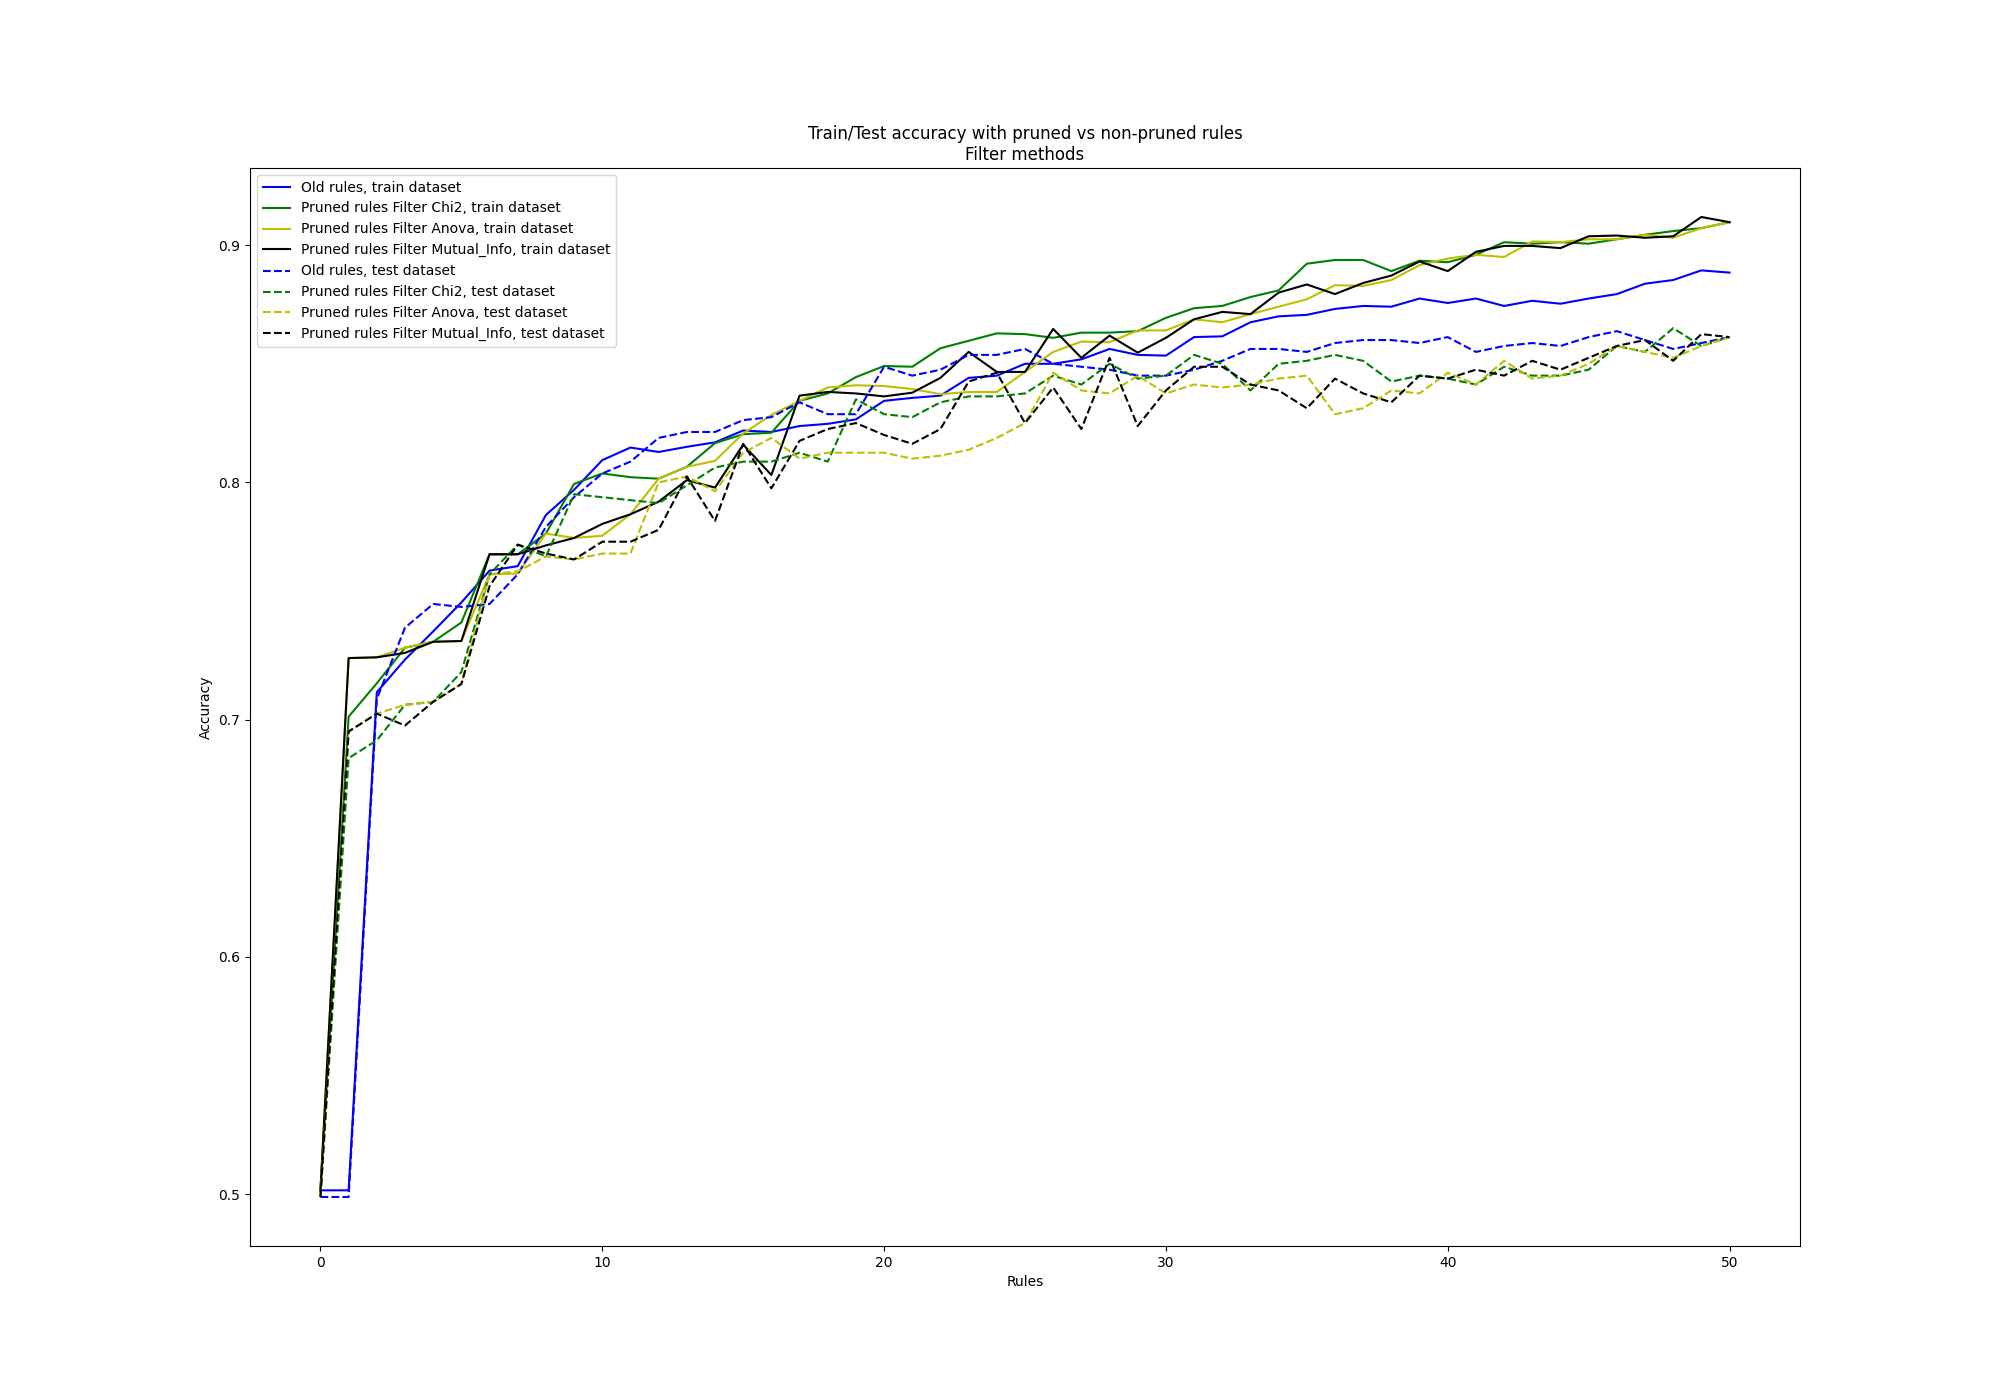 Train/Test accuracy with pruned vs non-pruned rules
Filter methods
Old rules, train dataset
Pruned rules Filter Chi2, train dataset
Pruned rules Filter Anova, train dataset
Pruned rules Filter Mutual_Info, train dataset
Old rules, test dataset
Pruned rules Filter Chi2, test dataset
Pruned rules Filter Anova, test dataset
Pruned rules Filter Mutual_Info, test dataset
0.9
0.8
0.7
0.6
0.5
Accuracy
0 10 20 30 40 50
Rules